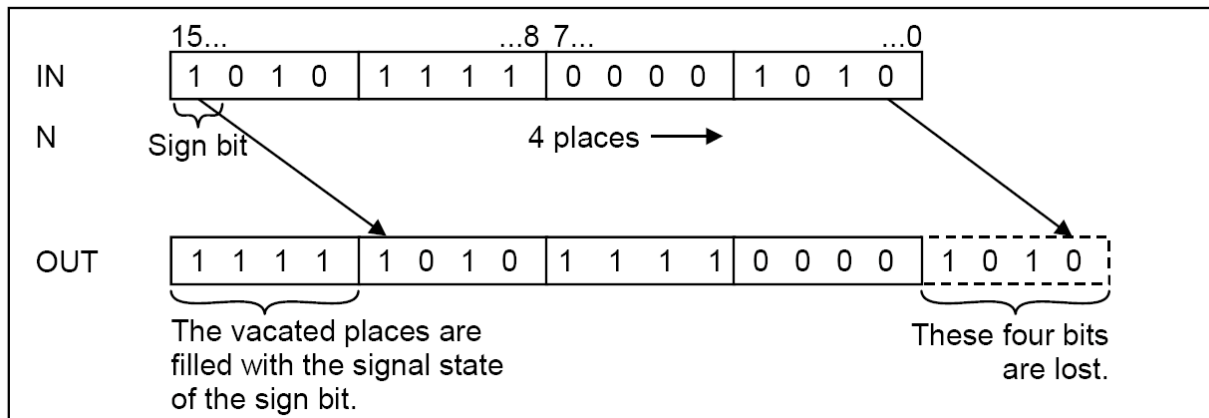 15... ...8 7... ...0
IN 1 0 1 0 1 1 1 1 0 0 0 0 1 0 1 0
Sign bit
N 4 places
OUT 1 1 1 1 1 0 1 0 1 1 1 1 0 0 0 0 1 0 1 0
The vacated places are
filled with the signal state
of the sign bit.
These four bits
are lost.